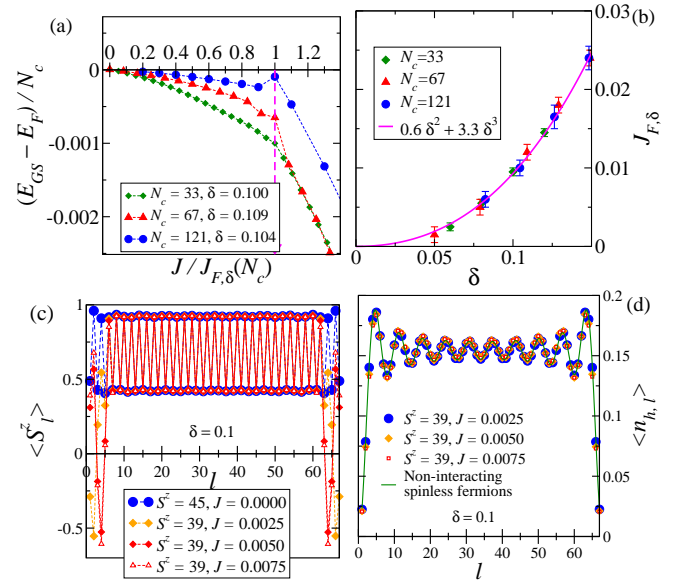 (a)
0 0.2 0.4 0.6 0.8 1 1.2
0
-0.001
-0.002
(E_GS − E_F) / N_c
N_c = 33, δ = 0.100
N_c = 67, δ = 0.109
N_c = 121, δ = 0.104
J / J_F,δ(N_c)
(b)
N_c=33
N_c=67
N_c=121
0.6 δ² + 3.3 δ³
0.03
0.02
0.01
0
J_F,δ
0 0.05 0.1
δ
(c)
1
0.5
0
-0.5
<S^z_l>
δ = 0.1
0 10 20 30 40 50 60
l
S^z = 45, J = 0.0000
S^z = 39, J = 0.0025
S^z = 39, J = 0.0050
S^z = 39, J = 0.0075
(d)
0.2
0.15
0.1
0.05
0
<n_h, l>
S^z = 39, J = 0.0025
S^z = 39, J = 0.0050
S^z = 39, J = 0.0075
Non-interacting
spinless fermions
δ = 0.1
0 10 20 30 40 50 60
l